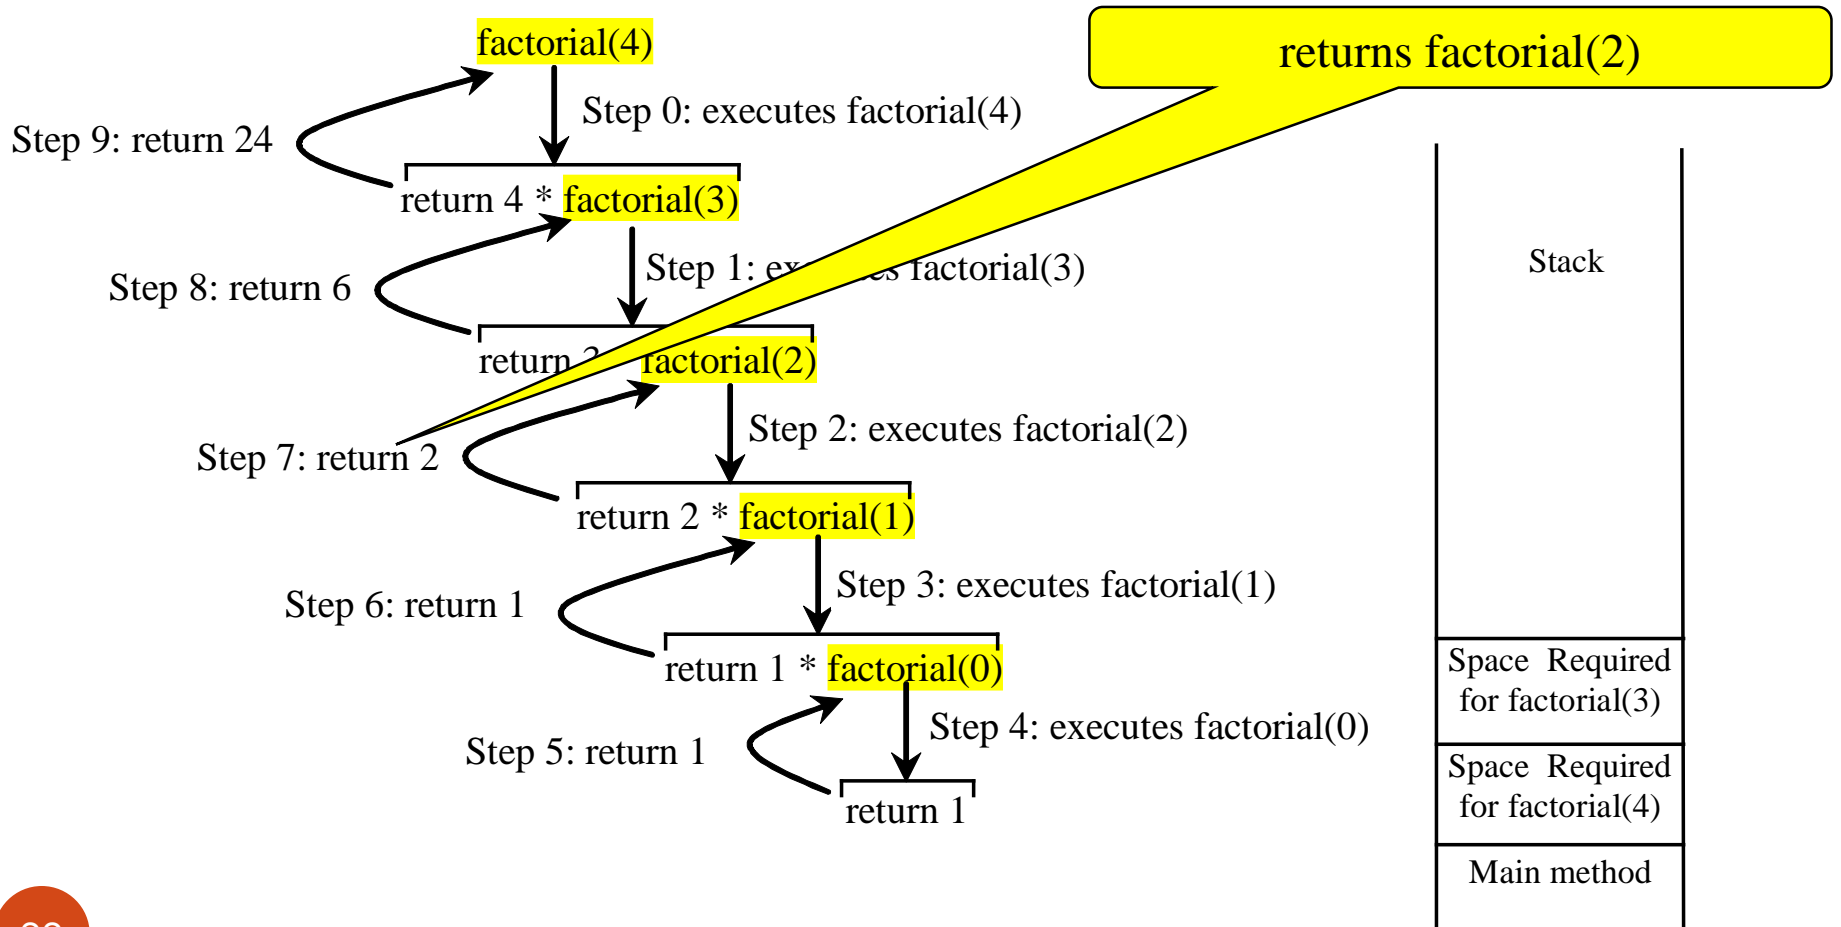 factorial(4)
returns factorial(2)
Step 0: executes factorial(4)
Step 9: return 24
return 4 * factorial(3)
Stack
Step 1: factorial(3)
Step 8: return 6
return factorial(2)
Step 2: executes factorial(2)
Step 7: return 2
return 2 * factorial(1)
Step 3: executes factorial(1)
Step 6: return 1
return 1 * factorial(0)
Space Required
for factorial(3)
Step 4: executes factorial(0)
Step 5: return 1
return 1
Space Required
for factorial(4)
Main method